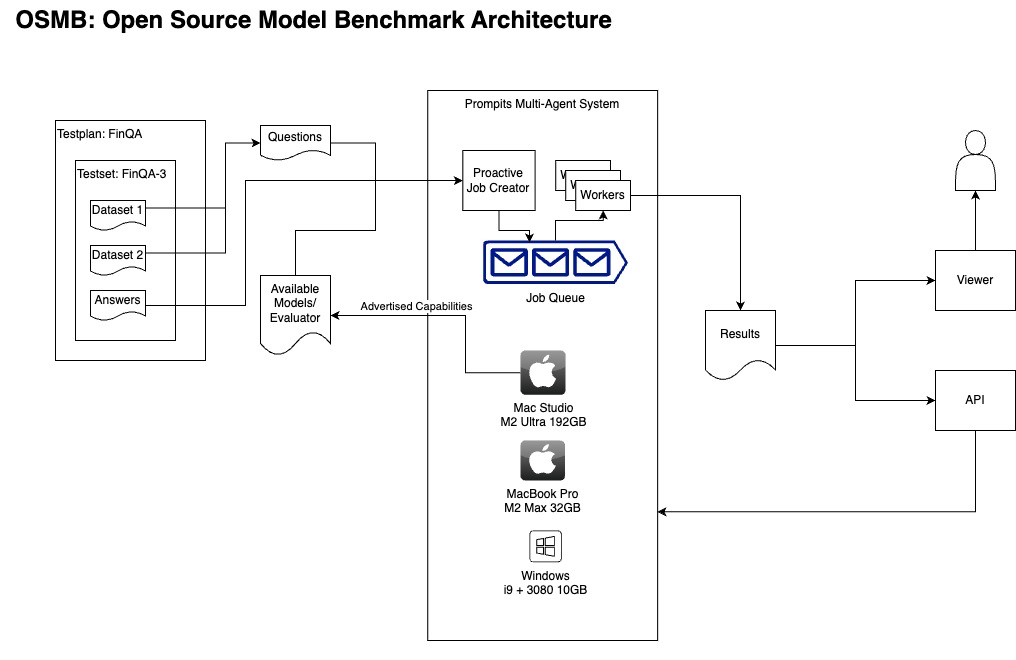 OSMB: Open Source Model Benchmark Architecture
Testplan: FinQA
Testset: FinQA-3
Dataset 1
Dataset 2
Answers
Questions
Available
Models/
Evaluator
Advertised Capabilities
Prompits Multi-Agent System
Proactive
Job Creator
W
W
Workers
Job Queue
Mac Studio
M2 Ultra 192GB
MacBook Pro
M2 Max 32GB
Windows
i9 + 3080 10GB
Results
Viewer
API